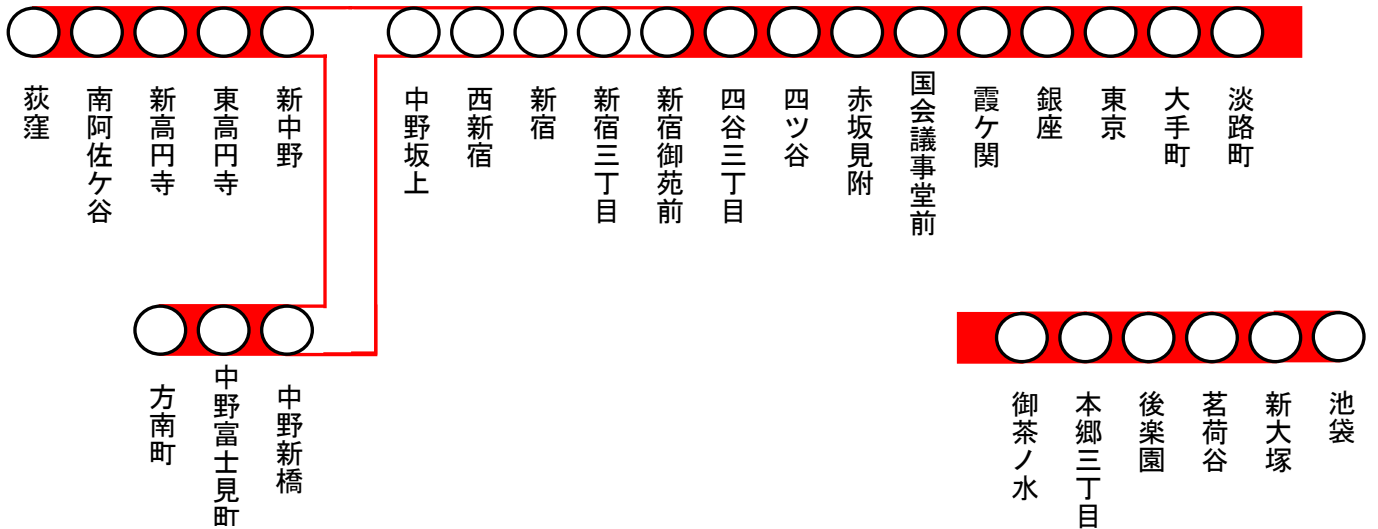 荻窪
南阿佐ケ谷
新高円寺
東高円寺
新中野
中野坂上
西新宿
新宿
新宿三丁目
新宿御苑前
四谷三丁目
四ツ谷
赤坂見附
国会議事堂前
霞ケ関
銀座
東京
大手町
淡路町
方南町
中野富士見町
中野新橋
御茶ノ水
本郷三丁目
後楽園
茗荷谷
新大塚
池袋